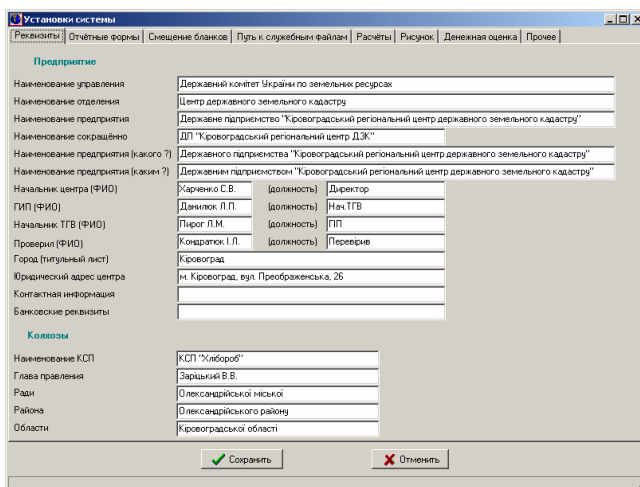 Установки системы
Реквизиты Отчётные формы Смещение бланков Путь к служебным файлам Расчёты Рисунок Денежная оценка Прочее
Предприятие
Наименование управления Державний комітет України по земельних ресурсах
Наименование отделения Центр державного земельного кадастру
Наименование предприятия Державне підприємство "Кіровоградський регіональний центр державного земельного кадастру"
Наименование сокращённо ДП "Кіровоградський регіональний центр ДЗК"
Наименование предприятия (какого ?) Державного підприємства "Кіровоградський регіональний центр державного земельного кадастру"
Наименование предприятия (каким ?) Державним підприємством "Кіровоградський регіональний центр державного земельного кадастру"
Начальник центра (ФИО) Харченко С.В. (должность) Директор
ГИП (ФИО) Данилюк Л.П. (должность) Нач.ТГВ
Начальник ТГВ (ФИО) Пирог Л.М. (должность) ГІП
Проверил (ФИО) Кондратюк І.Л. (должность) Перевірив
Город (титульный лист) Кіровоград
Юридический адрес центра м. Кіровоград, вул. Преображенська, 26
Контактная информация
Банковские реквизиты
Колхозы
Наименование КСП КСП "Хлібороб"
Глава правления Заріцький В.В.
Ради Олександрійської міської
Района Олександрійського району
Области Кіровоградської області
Сохранить Отменить